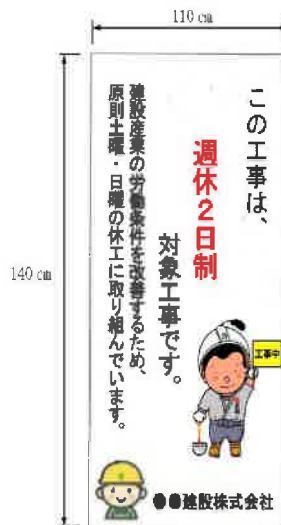 110 cm
140 cm
この工事は、
週休2日制
対象工事です。
建設産業の労働条件を改善するため、
原則土曜・日曜の休工に取り組んでいます。
工事中
●●建設株式会社